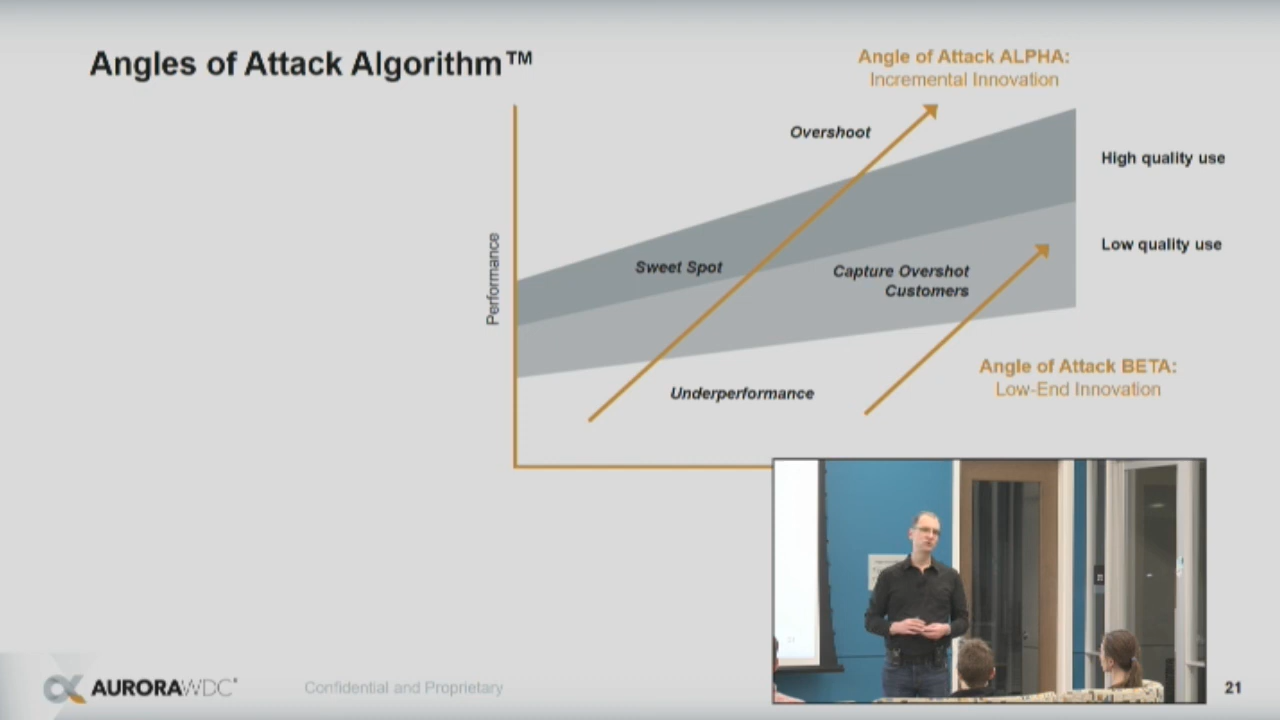 Angles of Attack Algorithm™
Angle of Attack ALPHA:
Incremental Innovation
Overshoot
High quality use
Performance
Low quality use
Sweet Spot
Capture Overshot
Customers
Angle of Attack BETA:
Low-End Innovation
Underperformance
AURORAWDC®
Confidential and Proprietary
21